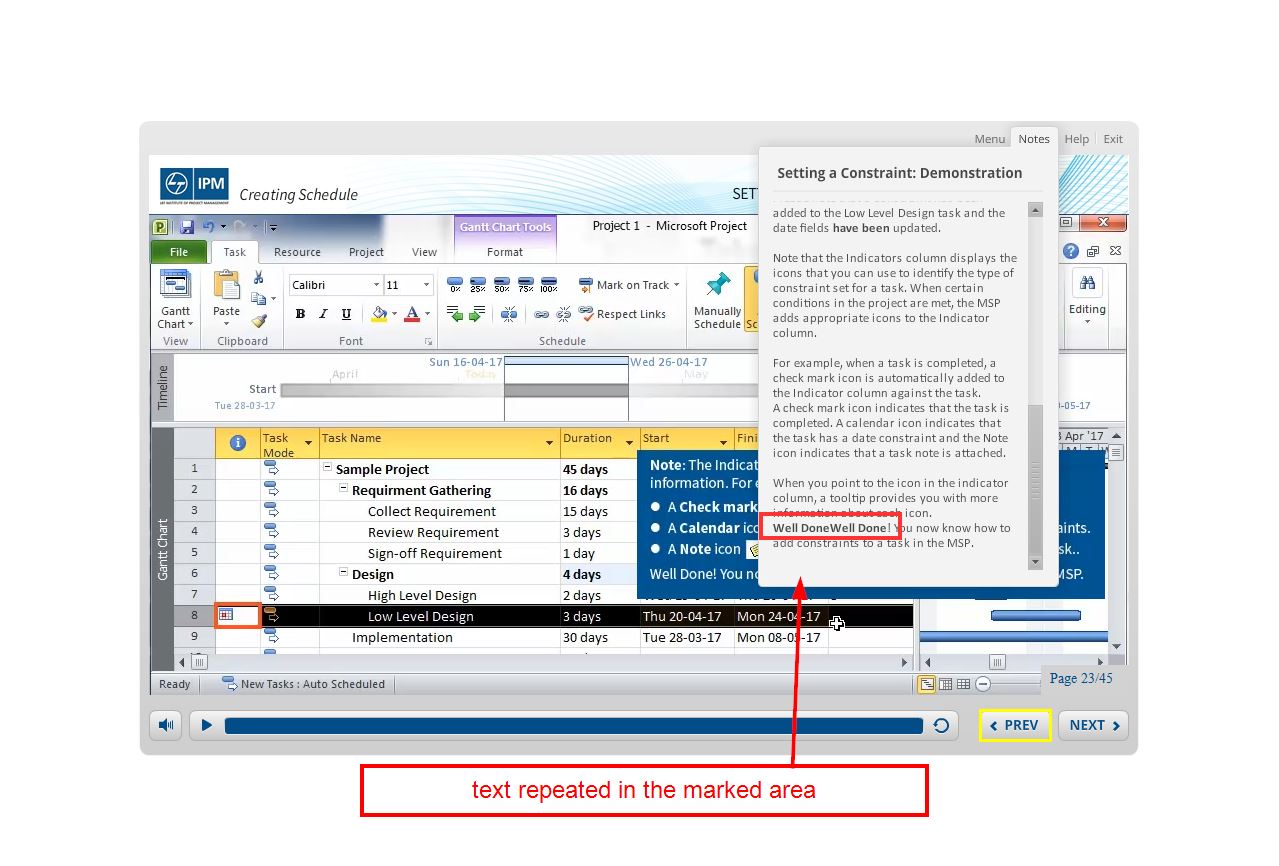 Menu Notes Help Exit
IPM
L&T INSTITUTE OF PROJECT MANAGEMENT
Creating Schedule
SET
Setting a Constraint: Demonstration
added to the Low Level Design task and the
date fields have been updated.
Note that the Indicators column displays the
icons that you can use to identify the type of
constraint set for a task. When certain
conditions in the project are met, the MSP
adds appropriate icons to the Indicator
column.
For example, when a task is completed, a
check mark icon is automatically added to
the Indicator column against the task.
A check mark icon indicates that the task is
completed. A calendar icon indicates that
the task has a date constraint and the Note
icon indicates that a task note is attached.
When you point to the icon in the indicator
column, a tooltip provides you with more
information about each icon.
Well DoneWell Done! You now know how to
add constraints to a task in the MSP.
P
Gantt Chart Tools
Project 1 - Microsoft Project
File Task Resource Project View Format
Gantt
Chart
View
Paste
Clipboard
Calibri 11
B I U A
Font
0% 25% 50% 75% 100%
Mark on Track
Respect Links
Schedule
Manually
Schedule
Editing
Timeline
Sun 16-04-17 Wed 26-04-17
April Today May
Start
Tue 28-03-17
-05-17
Gantt Chart
Task
Mode
Task Name Duration Start Fini
Apr '17
1 Sample Project 45 days
2 Requirment Gathering 16 days
3 Collect Requirement 15 days
4 Review Requirement 3 days
5 Sign-off Requirement 1 day
6 Design 4 days
7 High Level Design 2 days
8 Low Level Design 3 days Thu 20-04-17 Mon 24-04-17
9 Implementation 30 days Tue 28-03-17 Mon 08-05-17
Note: The Indicat
information. For e
A Check mark
A Calendar ico
aints.
A Note icon
sk..
Well Done! You no
MSP.
Ready New Tasks : Auto Scheduled
Page 23/45
PREV NEXT
text repeated in the marked area